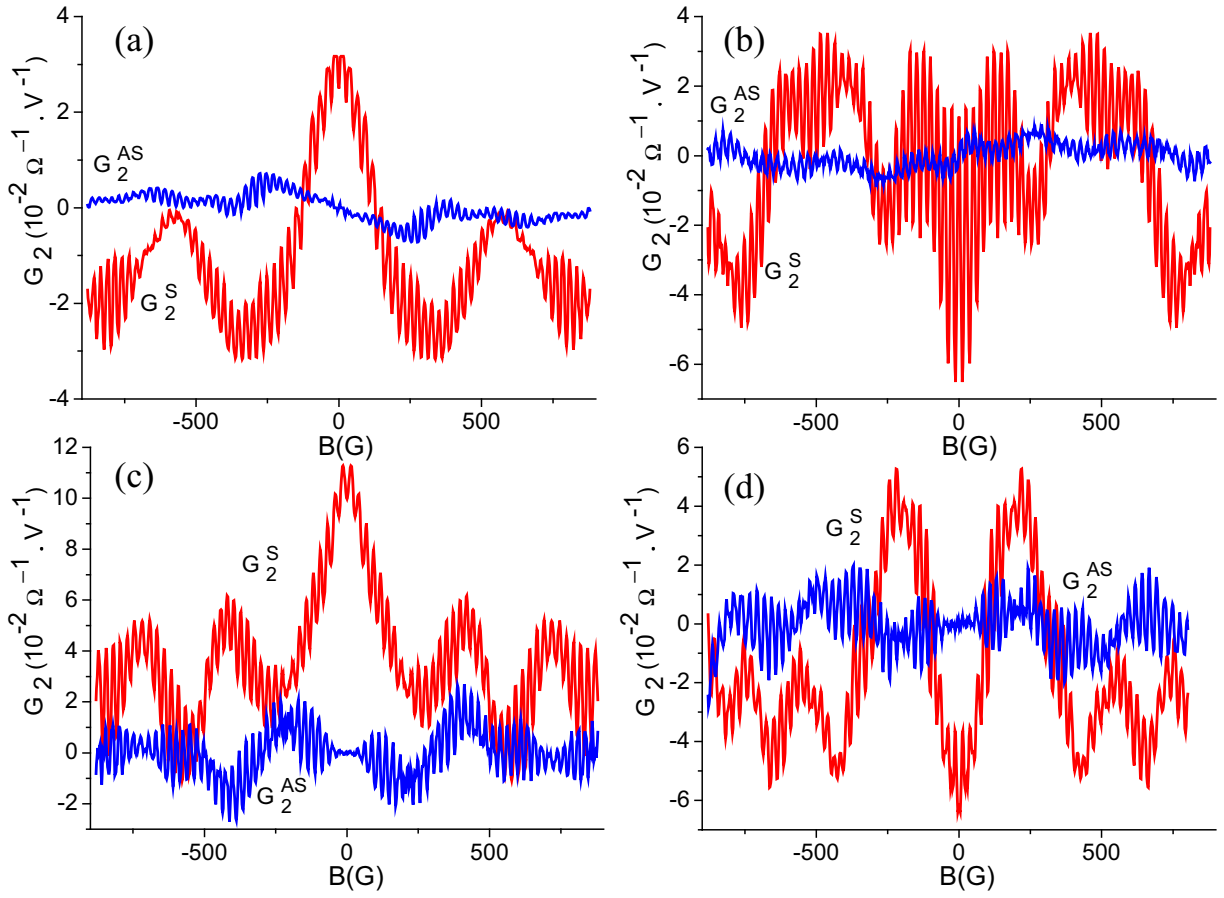 (a)
G₂ (10⁻² Ω⁻¹ . V⁻¹)
4
2
0
-2
-4
G₂ᴬˢ
G₂ˢ
-500
0
500
B(G)
(b)
G₂ (10⁻² Ω⁻¹ . V⁻¹)
4
2
0
-2
-4
-6
G₂ᴬˢ
G₂ˢ
-500
0
500
B(G)
(c)
G₂ (10⁻² Ω⁻¹ . V⁻¹)
12
10
8
6
4
2
0
-2
G₂ˢ
G₂ᴬˢ
-500
0
500
B(G)
(d)
G₂ (10⁻² Ω⁻¹ . V⁻¹)
6
4
2
0
-2
-4
-6
G₂ˢ
G₂ᴬˢ
-500
0
500
B(G)